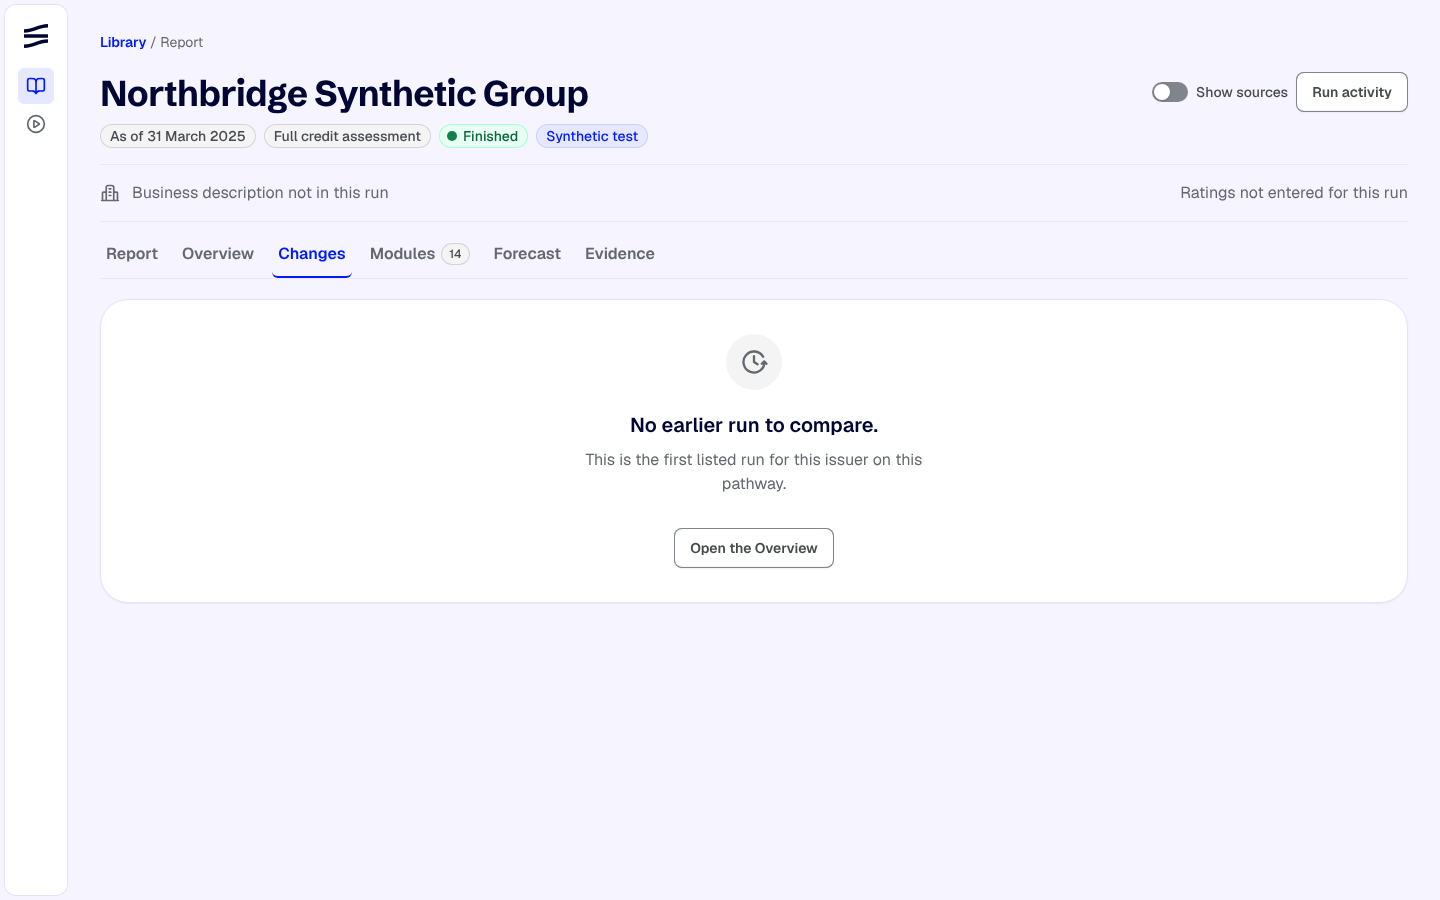 Library / Report
Northbridge Synthetic Group
Show sources
Run activity
As of 31 March 2025
Full credit assessment
Finished
Synthetic test
Business description not in this run
Ratings not entered for this run
Report
Overview
Changes
Modules 14
Forecast
Evidence
No earlier run to compare.
This is the first listed run for this issuer on this
pathway.
Open the Overview